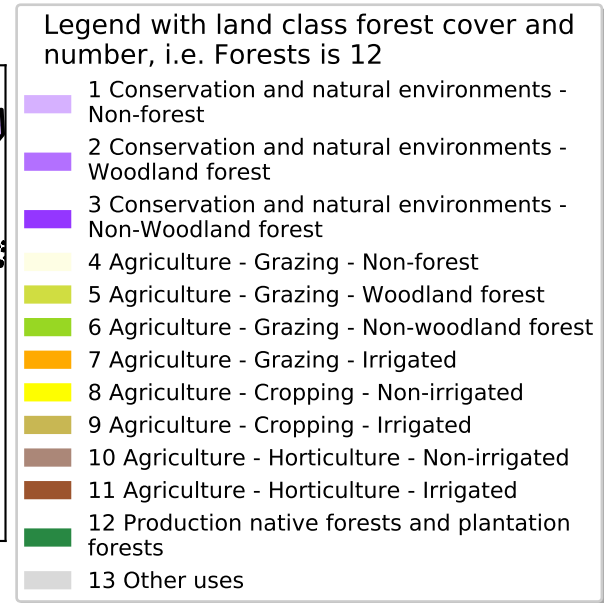 Legend with land class forest cover and
number, i.e. Forests is 12
1 Conservation and natural environments -
Non-forest
2 Conservation and natural environments -
Woodland forest
3 Conservation and natural environments -
Non-Woodland forest
4 Agriculture - Grazing - Non-forest
5 Agriculture - Grazing - Woodland forest
6 Agriculture - Grazing - Non-woodland forest
7 Agriculture - Grazing - Irrigated
8 Agriculture - Cropping - Non-irrigated
9 Agriculture - Cropping - Irrigated
10 Agriculture - Horticulture - Non-irrigated
11 Agriculture - Horticulture - Irrigated
12 Production native forests and plantation
forests
13 Other uses